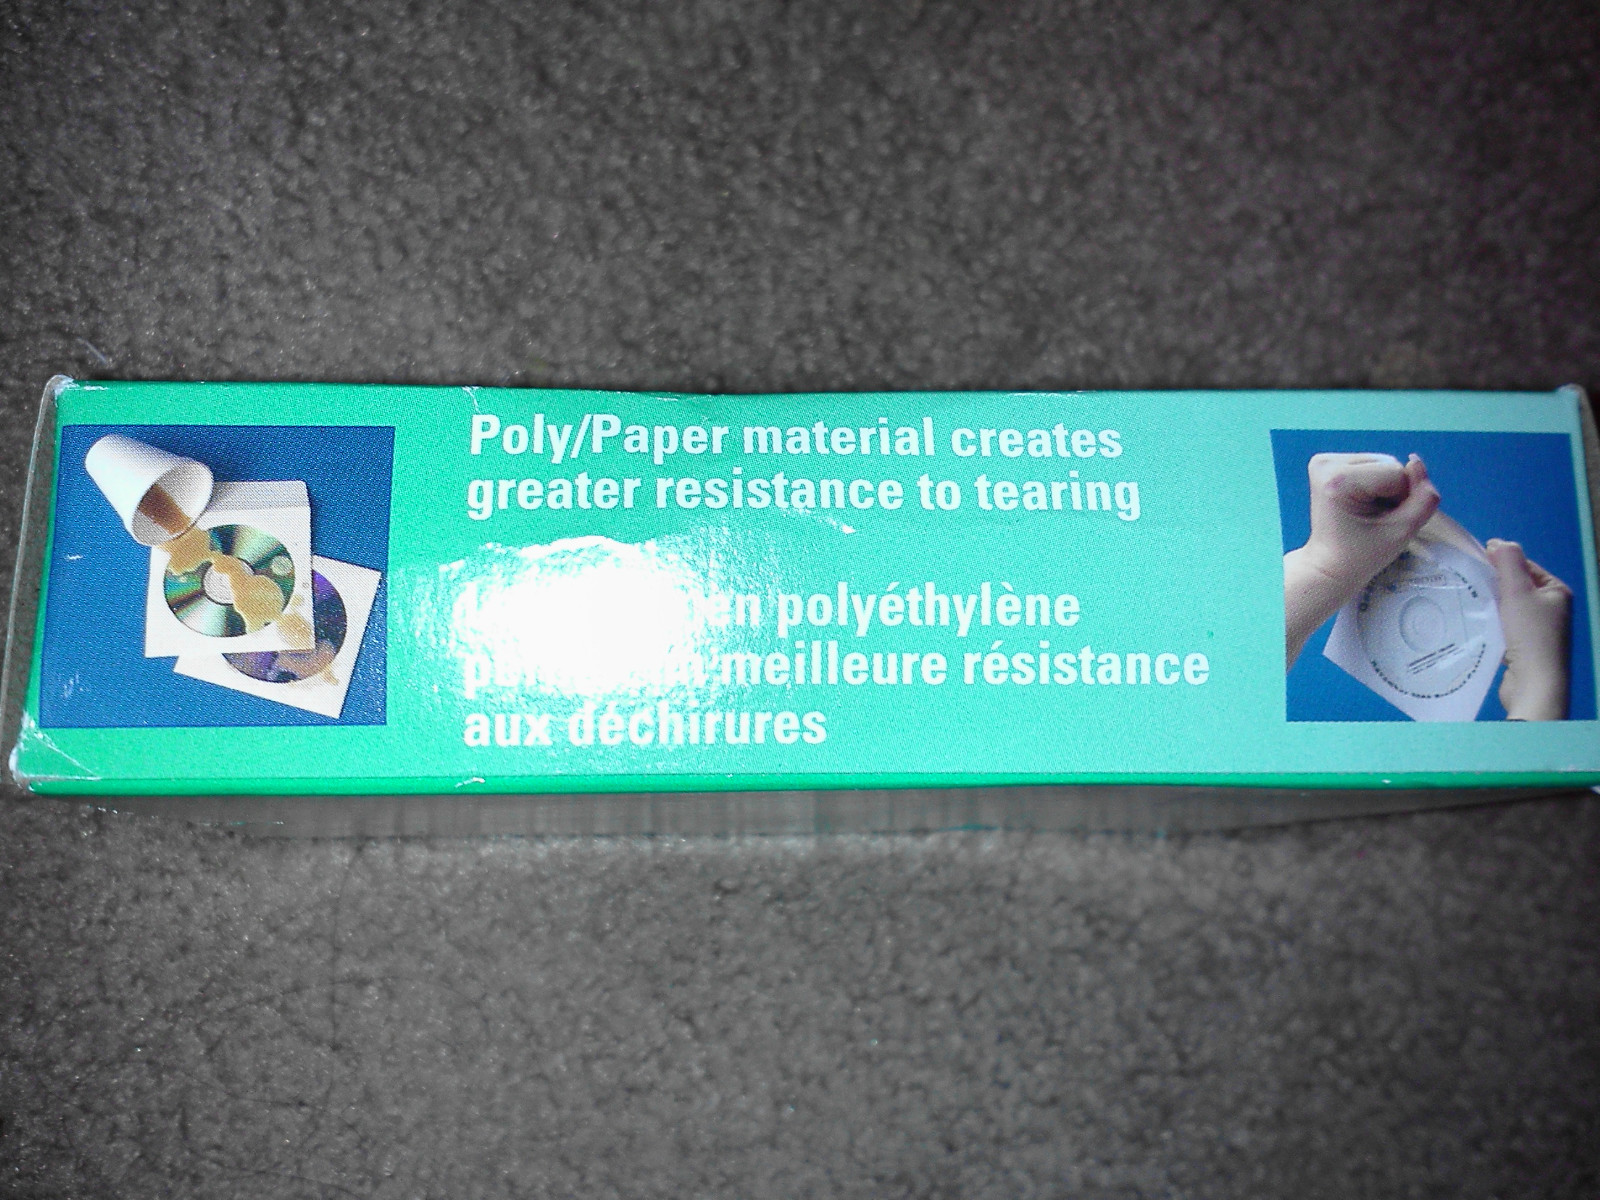 Poly/Paper material creates
greater resistance to tearing
en polyéthylène
meilleure résistance
aux déchirures